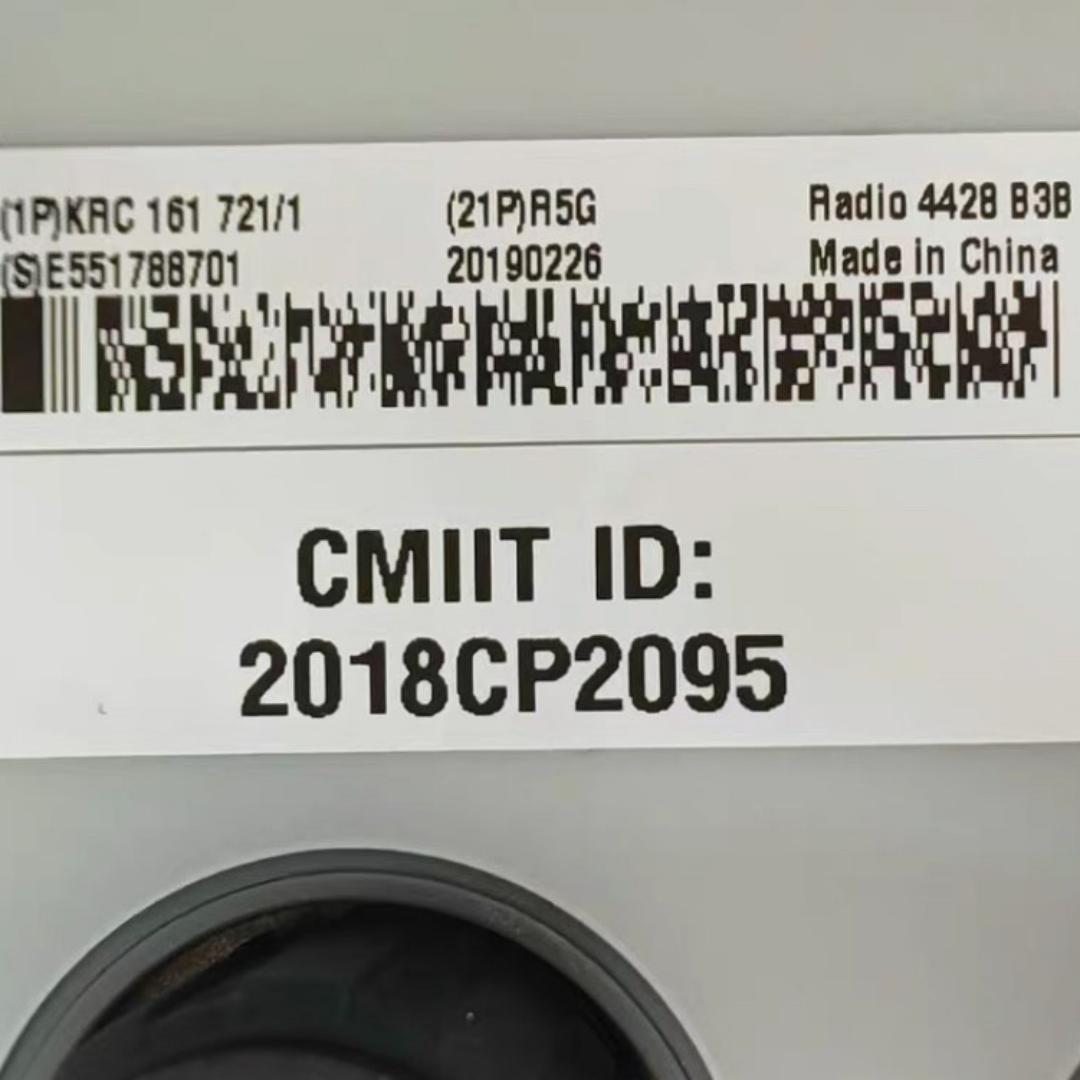 (1P)KRC 161 721/1 (21P)R5G Radio 4428 B3B
(S)E551788701 20190226 Made in China
CMIIT ID:
2018CP2095